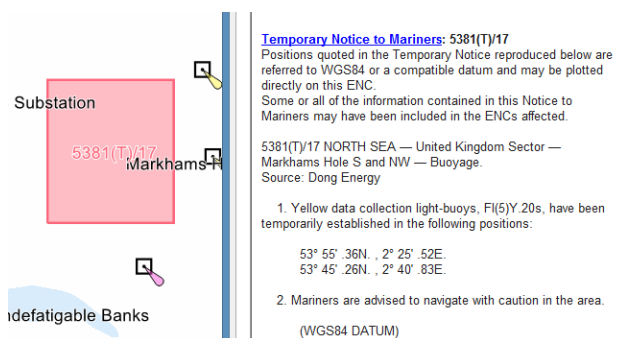 Substation
5381(T)/17
Markhams
ndefatigable Banks
Temporary Notice to Mariners: 5381(T)/17
Positions quoted in the Temporary Notice reproduced below are
referred to WGS84 or a compatible datum and may be plotted
directly on this ENC.
Some or all of the information contained in this Notice to
Mariners may have been included in the ENCs affected.
5381(T)/17 NORTH SEA — United Kingdom Sector —
Markhams Hole S and NW — Buoyage.
Source: Dong Energy
1. Yellow data collection light-buoys, Fl(5)Y.20s, have been
temporarily established in the following positions:
53° 55' .36N. , 2° 25' .52E.
53° 45' .26N. , 2° 40' .83E.
2. Mariners are advised to navigate with caution in the area.
(WGS84 DATUM)